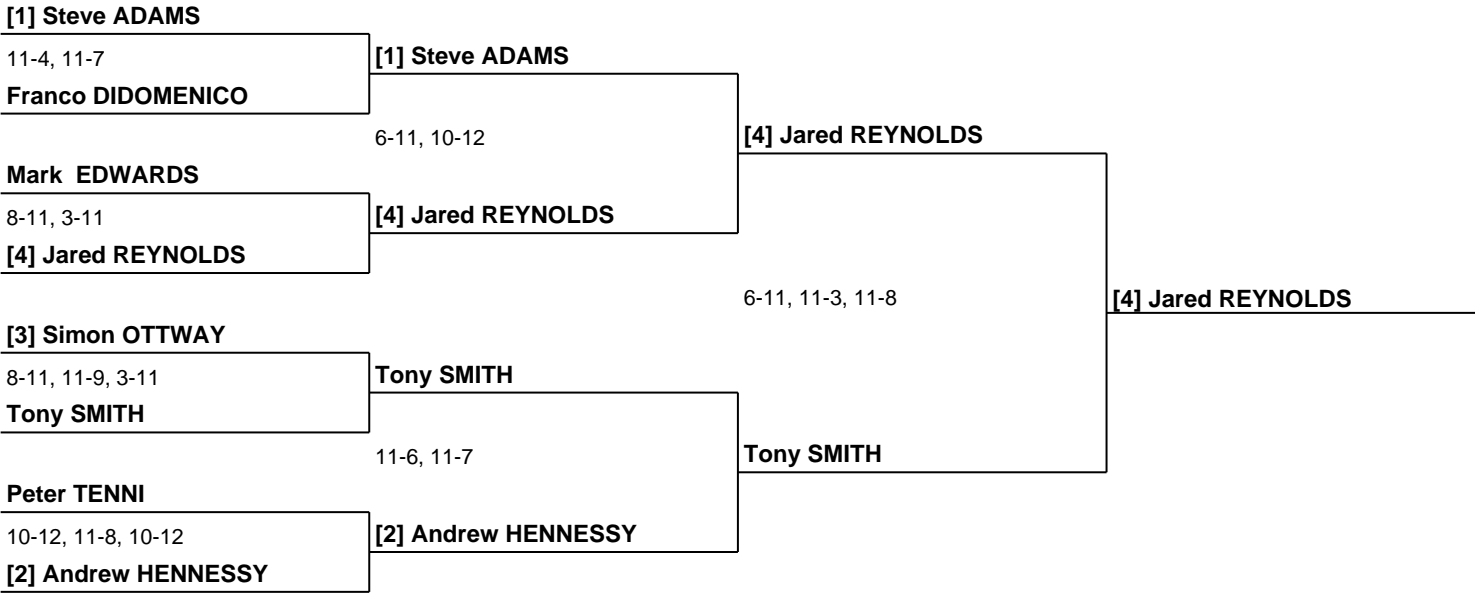 [1] Steve ADAMS
11-4, 11-7
[1] Steve ADAMS
Franco DIDOMENICO
6-11, 10-12
[4] Jared REYNOLDS
Mark  EDWARDS
8-11, 3-11
[4] Jared REYNOLDS
[4] Jared REYNOLDS
6-11, 11-3, 11-8
[4] Jared REYNOLDS
[3] Simon OTTWAY
8-11, 11-9, 3-11
Tony SMITH
Tony SMITH
11-6, 11-7
Tony SMITH
Peter TENNI
10-12, 11-8, 10-12
[2] Andrew HENNESSY
[2] Andrew HENNESSY